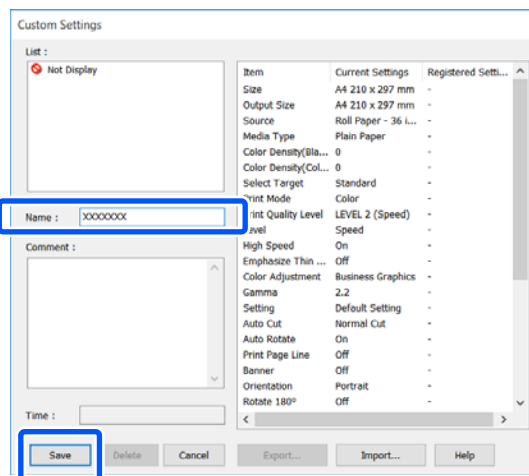 Custom Settings
List :
Not Display
Name : XXXXXXX
Comment :
Time :
Item Current Settings Registered Setti...
Size A4 210 x 297 mm -
Output Size A4 210 x 297 mm -
Source Roll Paper - 36 i... -
Media Type Plain Paper -
Color Density(Bla... 0 -
Color Density(Col... 0 -
Select Target Standard -
Print Mode Color -
Print Quality Level LEVEL 2 (Speed) -
Level Speed -
High Speed On -
Emphasize Thin ... Off -
Color Adjustment Business Graphics -
Gamma 2.2 -
Setting Default Setting -
Auto Cut Normal Cut -
Auto Rotate On -
Print Page Line Off -
Banner Off -
Orientation Portrait -
Rotate 180° Off -
Save Delete Cancel Export... Import... Help